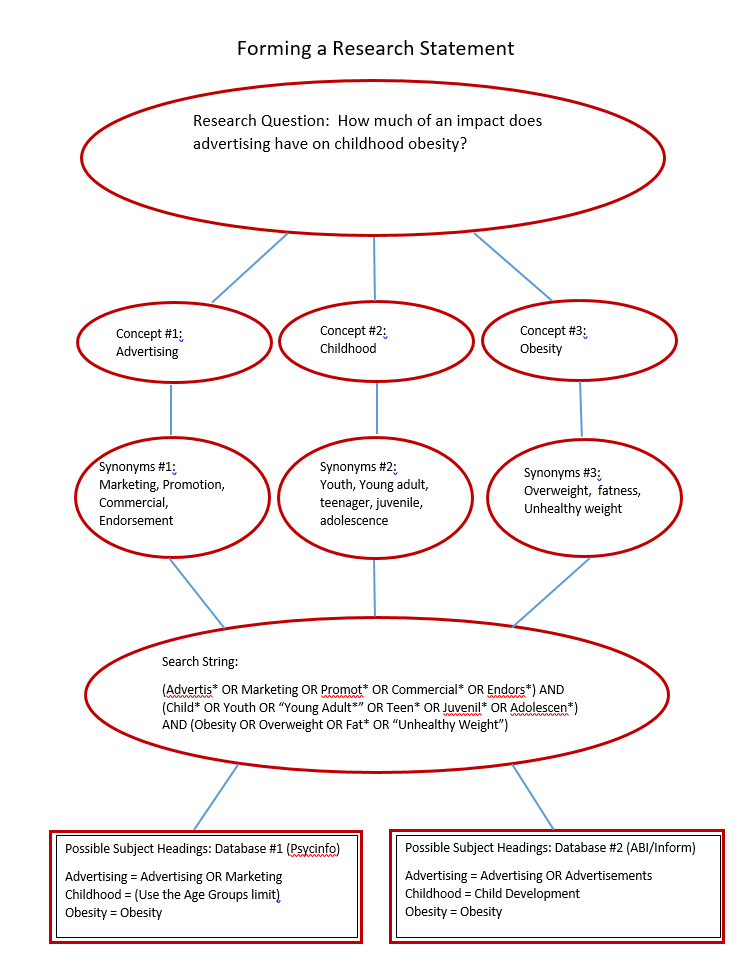 Forming a Research Statement
Research Question:  How much of an impact does
advertising have on childhood obesity?
Concept #1:
Advertising
Concept #2:
Childhood
Concept #3:
Obesity
Synonyms #1:
Marketing, Promotion,
Commercial,
Endorsement
Synonyms #2:
Youth, Young adult,
teenager, juvenile,
adolescence
Synonyms #3:
Overweight,  fatness,
Unhealthy weight
Search String:
(Advertis* OR Marketing OR Promot* OR Commercial* OR Endors*) AND
(Child* OR Youth OR “Young Adult*” OR Teen* OR Juvenil* OR Adolescen*)
AND (Obesity OR Overweight OR Fat* OR “Unhealthy Weight”)
Possible Subject Headings: Database #1 (Psycinfo)
Advertising = Advertising OR Marketing
Childhood = (Use the Age Groups limit)
Obesity = Obesity
Possible Subject Headings: Database #2 (ABI/Inform)
Advertising = Advertising OR Advertisements
Childhood = Child Development
Obesity = Obesity